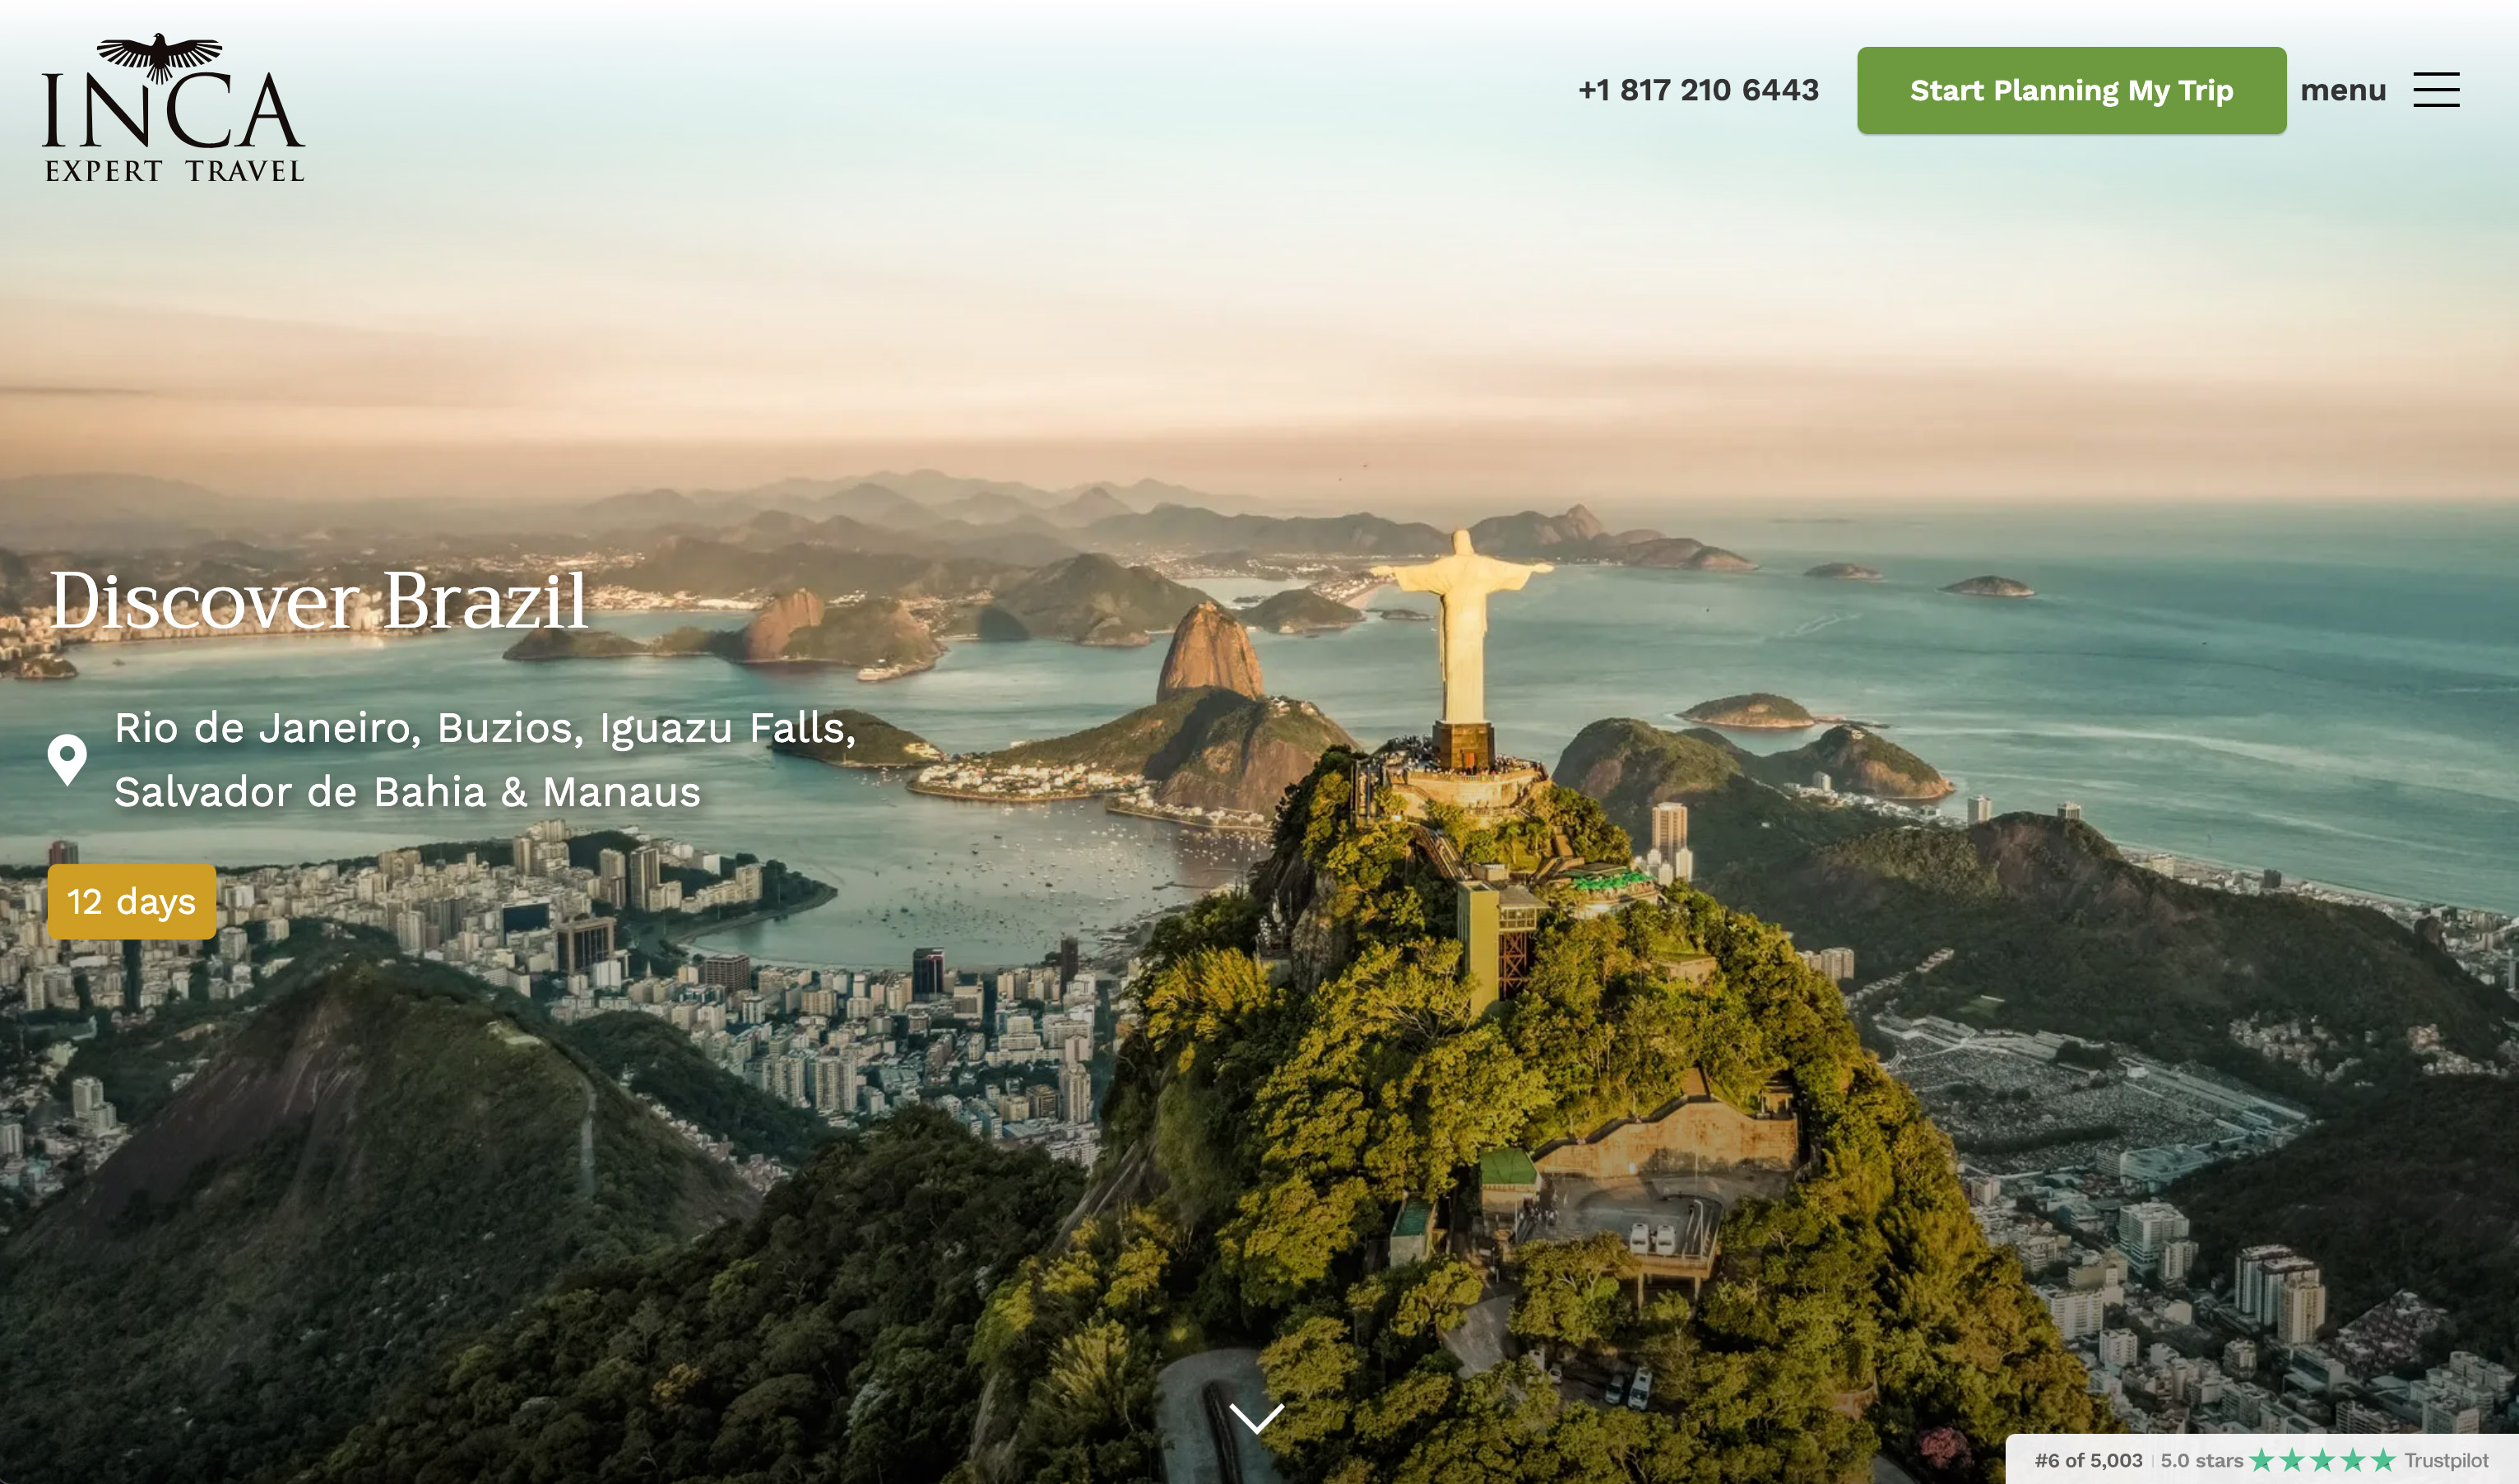 INCA
EXPERT TRAVEL
+1 817 210 6443
Start Planning My Trip
menu
Discover Brazil
Rio de Janeiro, Buzios, Iguazu Falls,
Salvador de Bahia & Manaus
12 days
#6 of 5,003 | 5.0 stars Trustpilot